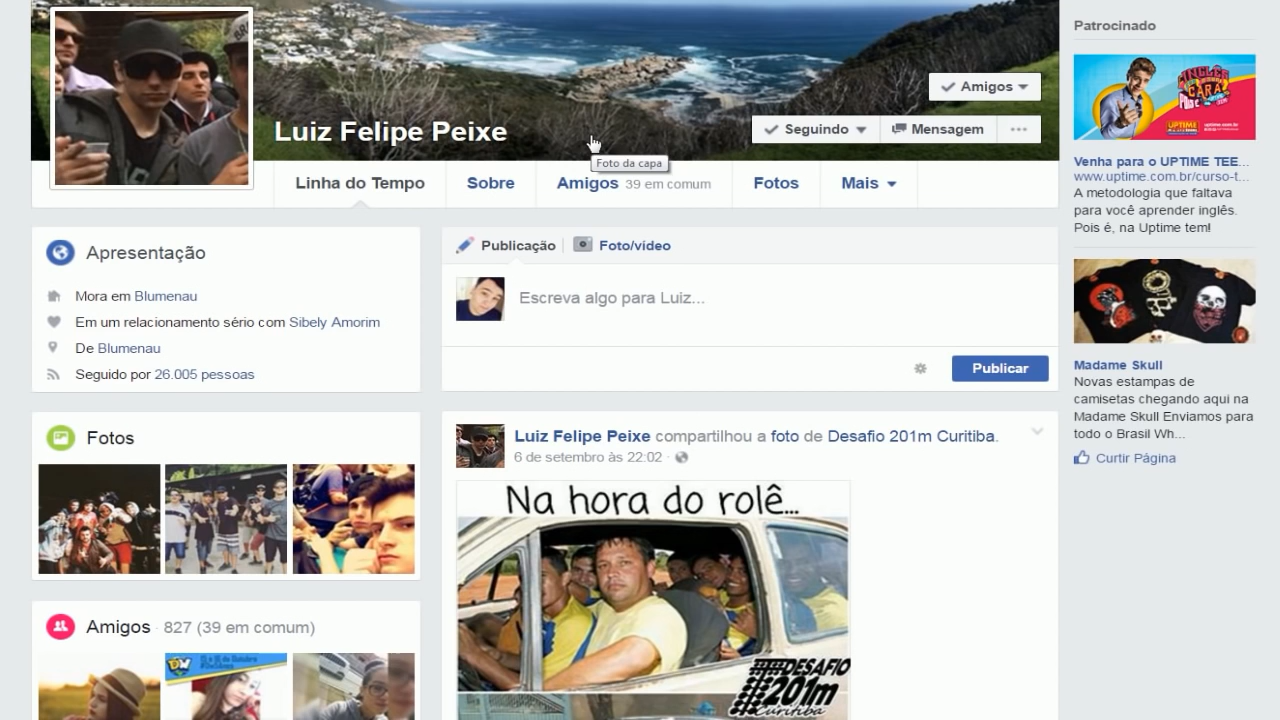 Patrocinado
Amigos
Luiz Felipe Peixe
Seguindo
Mensagem
Foto da capa
Linha do Tempo
Sobre
Amigos 39 em comum
Fotos
Mais
INGLÊS
CARA
UPTIME
Venha para o UPTIME TEE...
www.uptime.com.br/curso-t...
A metodologia que faltava
para você aprender inglês.
Pois é, na Uptime tem!
Apresentação
Mora em Blumenau
Em um relacionamento sério com Sibely Amorim
De Blumenau
Seguido por 26.005 pessoas
Publicação
Foto/vídeo
Escreva algo para Luiz...
Publicar
Madame Skull
Novas estampas de
camisetas chegando aqui na
Madame Skull Enviamos para
todo o Brasil Wh...
Curtir Página
Fotos
Luiz Felipe Peixe compartilhou a foto de Desafio 201m Curitiba.
6 de setembro às 22:02 ·
Na hora do rolê...
DESAFIO
201m
Curitiba
Amigos · 827 (39 em comum)